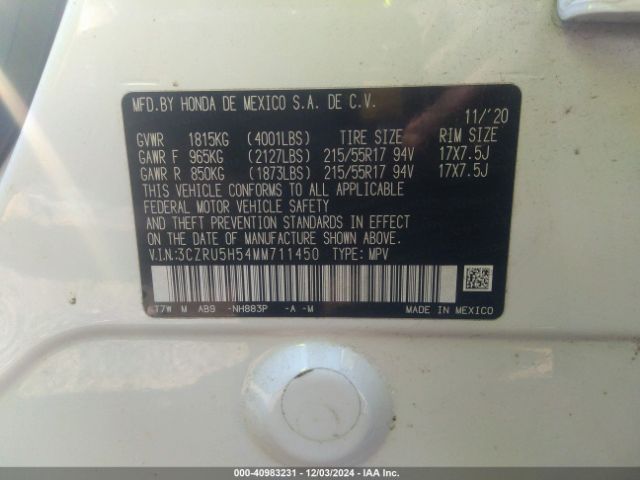 MFD.BY HONDA DE MEXICO S.A. DE C.V.
11/'20
GVWR 1815KG (4001LBS) TIRE SIZE RIM SIZE
GAWR F 965KG (2127LBS) 215/55R17 94V 17X7.5J
GAWR R 850KG (1873LBS) 215/55R17 94V 17X7.5J
THIS VEHICLE CONFORMS TO ALL APPLICABLE
FEDERAL MOTOR VEHICLE SAFETY
AND THEFT PREVENTION STANDARDS IN EFFECT
ON THE DATE OF MANUFACTURE SHOWN ABOVE.
V.I.N:3CZRU5H54MM711450 TYPE: MPV
T7W M AB9 -NH883P -A -M MADE IN MEXICO
000-40983231 - 12/03/2024 - IAA Inc.